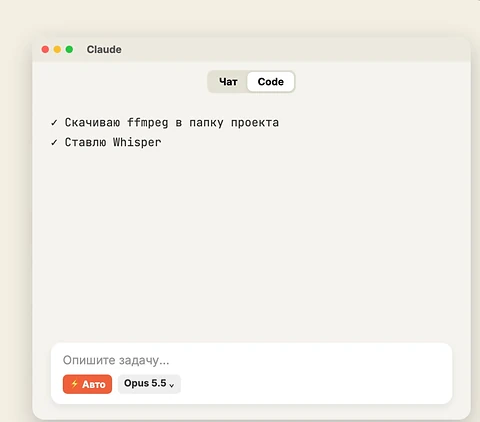 Claude
Чат Code
✓ Скачиваю ffmpeg в папку проекта
✓ Ставлю Whisper
Опишите задачу...
⚡ Авто Opus 5.5